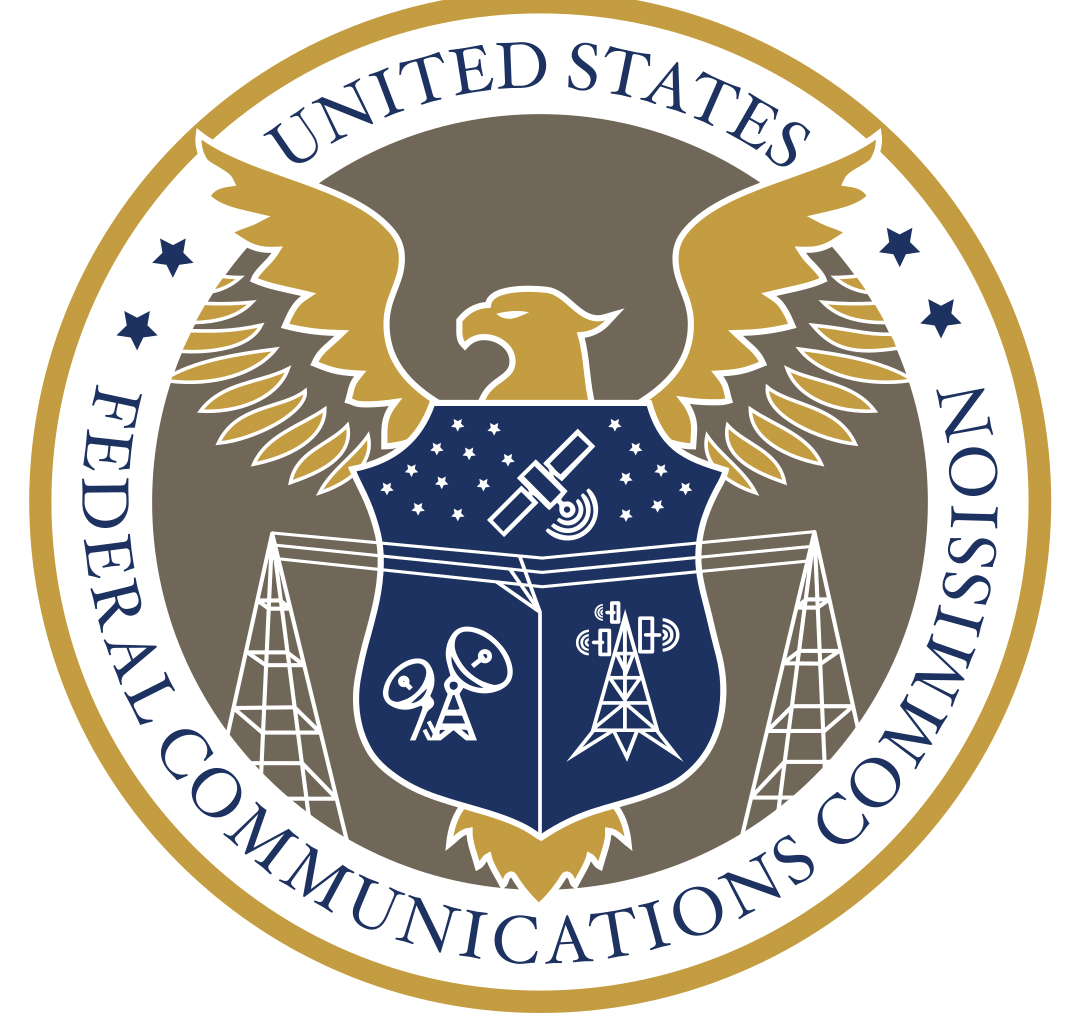 UNITED STATES
FEDERAL COMMUNICATIONS COMMISSION